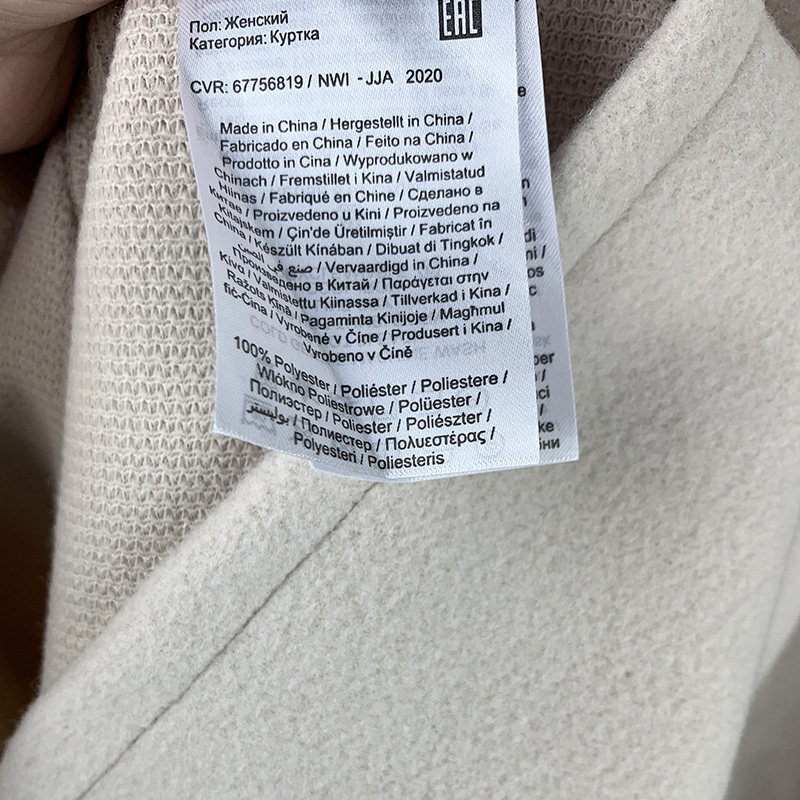 Пол: Женский
Категория: Куртка
EAC
CVR: 67756819 / NWI - JJA 2020
Made in China / Hergestellt in China /
Fabricado en China / Feito na China /
Prodotto in Cina / Wyprodukowano w
Chinach / Fremstillet i Kina / Valmistatud
Hiinas / Fabriqué en Chine / Сделано в
Китае / Proizvedeno u Kini / Proizvedeno na
Kitajskem / Çin'de Üretilmiştir / Fabricat în
China / Készült Kínában / Dibuat di Tingkok /
صنع في الصين / Vervaardigd in China /
Произведено в Китай / Παράγεται στην
Κίνα / Valmistettu Kiinassa / Tillverkad i Kina /
Ražots Ķīnā / Pagaminta Kinijoje / Magħmul
fiċ-Ċina / Vyrobené v Číne / Produsert i Kina /
Vyrobeno v Číně
100% Polyester / Poliéster / Poliestere /
Włókno Poliestrowe / Polüester /
Полиэстер / Poliester / Poliészter /
بوليستر / Полиестер / Πολυεστέρας /
Polyesteri / Poliesteris